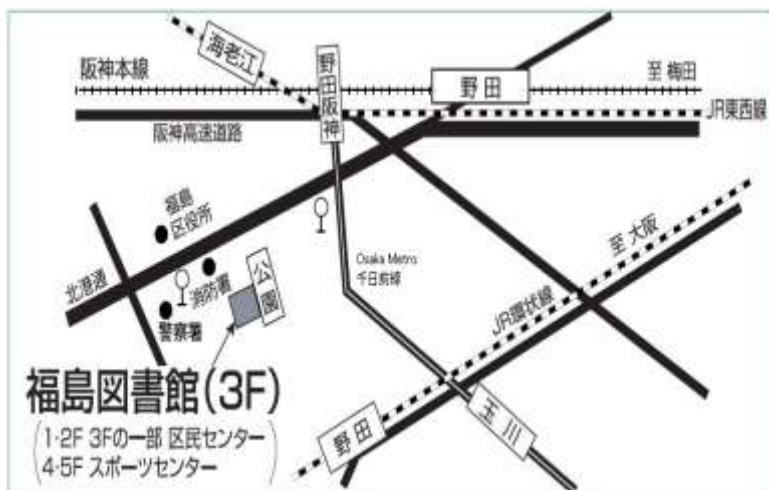 海老江
阪神本線
野田阪神
野田
至 梅田
JR東西線
阪神高速道路
福島
区役所
北港通
消防署
公園
警察署
Osaka Metro
千日前線
至 大阪
JR環状線
福島図書館(3F)
(1・2F 3Fの一部 区民センター
4・5F スポーツセンター)
野田
玉川